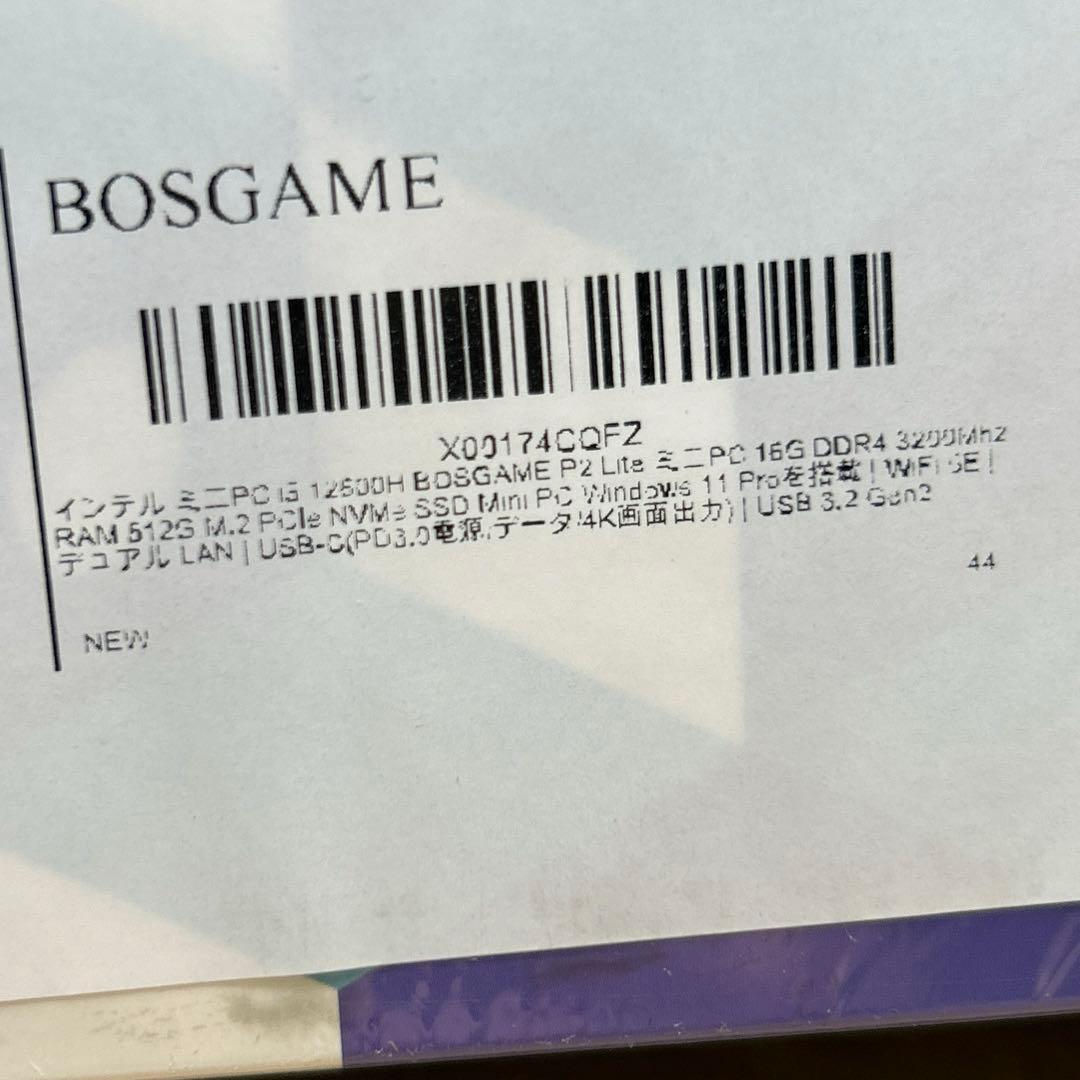 BOSGAME
X00174CQFZ
インテル ミニPC i5 12600H BOSGAME P2 Lite ミニPC 16G DDR4 3200Mhz
RAM 512G M.2 PCIe NVMe SSD Mini PC Windows 11 Proを搭載 | WiFi 6E |
デュアル LAN | USB-C(PD3.0電源/データ/4K画面出力) | USB 3.2 Gen2
44
NEW